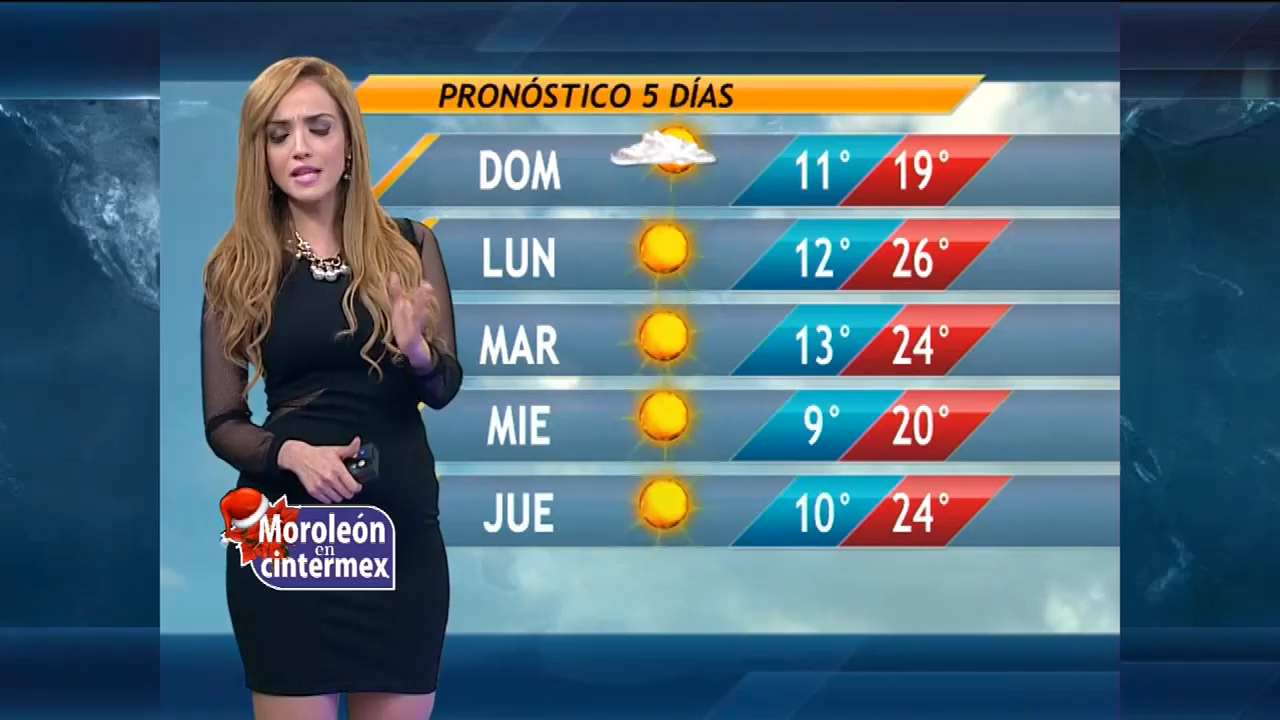 PRONÓSTICO 5 DÍAS
DOM 11° 19°
LUN 12° 26°
MAR 13° 24°
MIE 9° 20°
JUE 10° 24°
Moroleón
en
cintermex